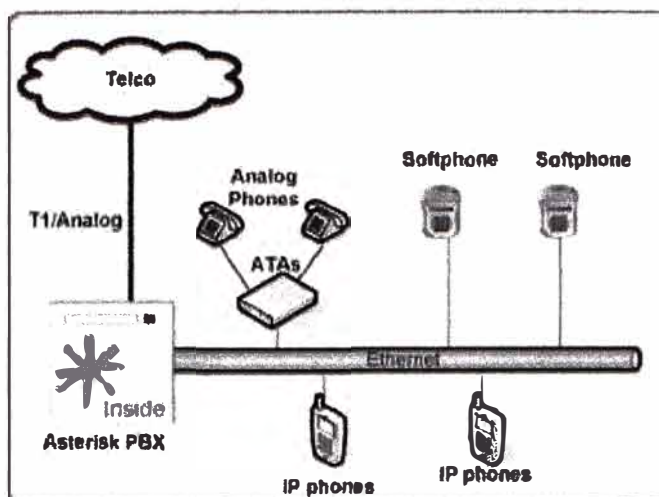 Telco
Softphone
Softphone
Analog
Phones
T1/Analog
ATAs
Ethernet
Inside
Asterisk PBX
IP phones
IP phones